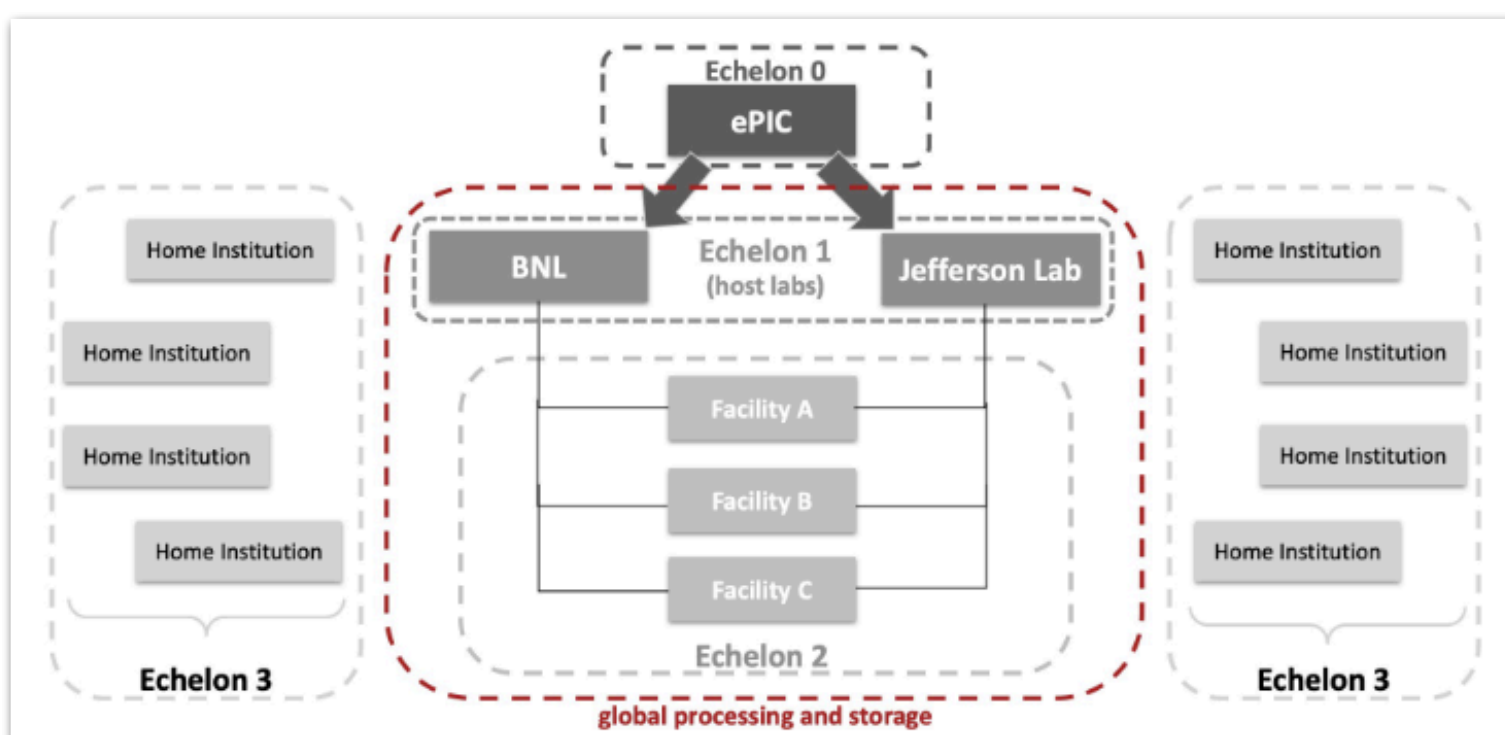 Echelon 0
ePIC
BNL
Echelon 1
(host labs)
Jefferson Lab
Home Institution
Home Institution
Home Institution
Home Institution
Echelon 3
Facility A
Facility B
Facility C
Echelon 2
global processing and storage
Home Institution
Home Institution
Home Institution
Home Institution
Echelon 3